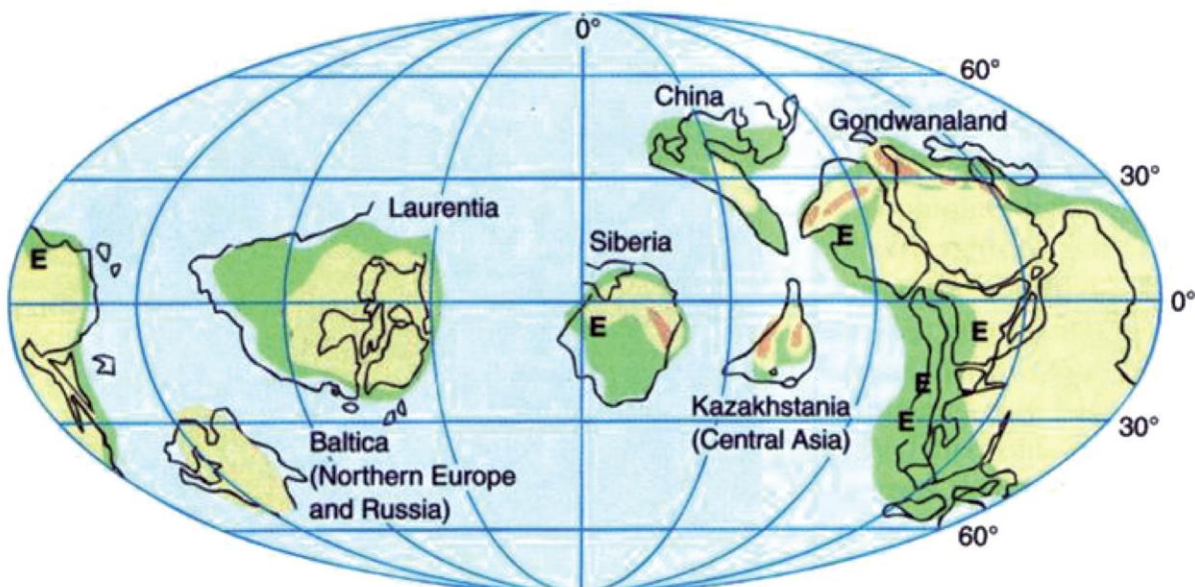 0°
60°
China
Gondwanaland
30°
Laurentia
E
Siberia
E
0°
E
E
E
E
Kazakhstania
(Central Asia)
30°
Baltica
(Northern Europe
and Russia)
60°